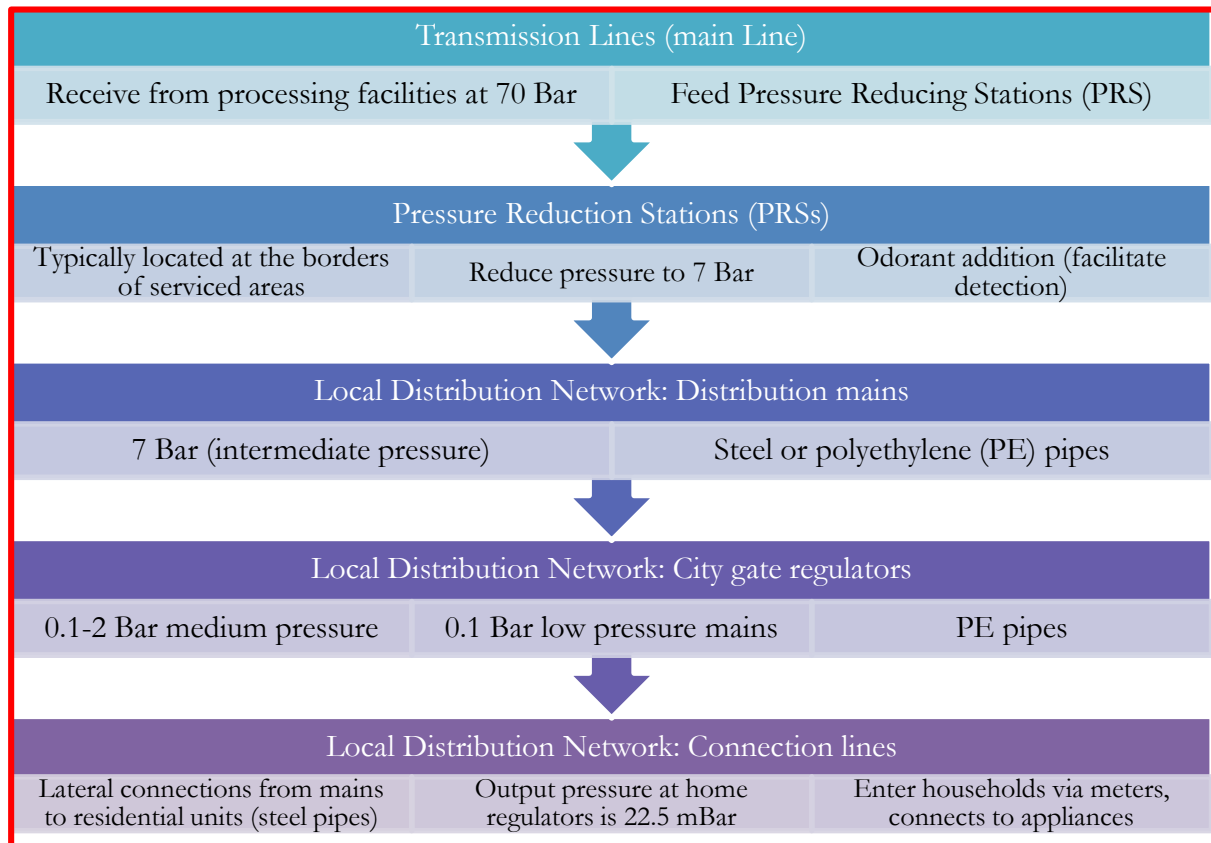 Transmission Lines (main Line)
Receive from processing facilities at 70 Bar
Feed Pressure Reducing Stations (PRS)
Pressure Reduction Stations (PRSs)
Typically located at the borders
of serviced areas
Reduce pressure to 7 Bar
Odorant addition (facilitate
detection)
Local Distribution Network: Distribution mains
7 Bar (intermediate pressure)
Steel or polyethylene (PE) pipes
Local Distribution Network: City gate regulators
0.1-2 Bar medium pressure
0.1 Bar low pressure mains
PE pipes
Local Distribution Network: Connection lines
Lateral connections from mains
to residential units (steel pipes)
Output pressure at home
regulators is 22.5 mBar
Enter households via meters,
connects to appliances